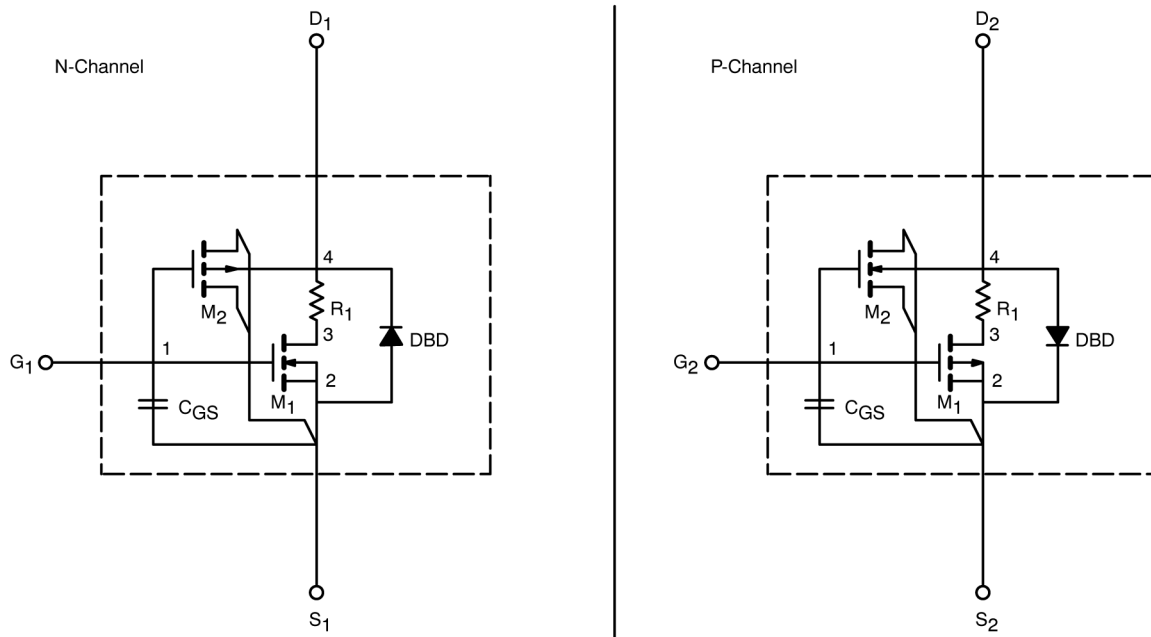 D1
N-Channel
4
M2
R1
3
DBD
G1
1
2
M1
CGS
S1
D2
P-Channel
4
M2
R1
3
DBD
G2
1
2
M1
CGS
S2